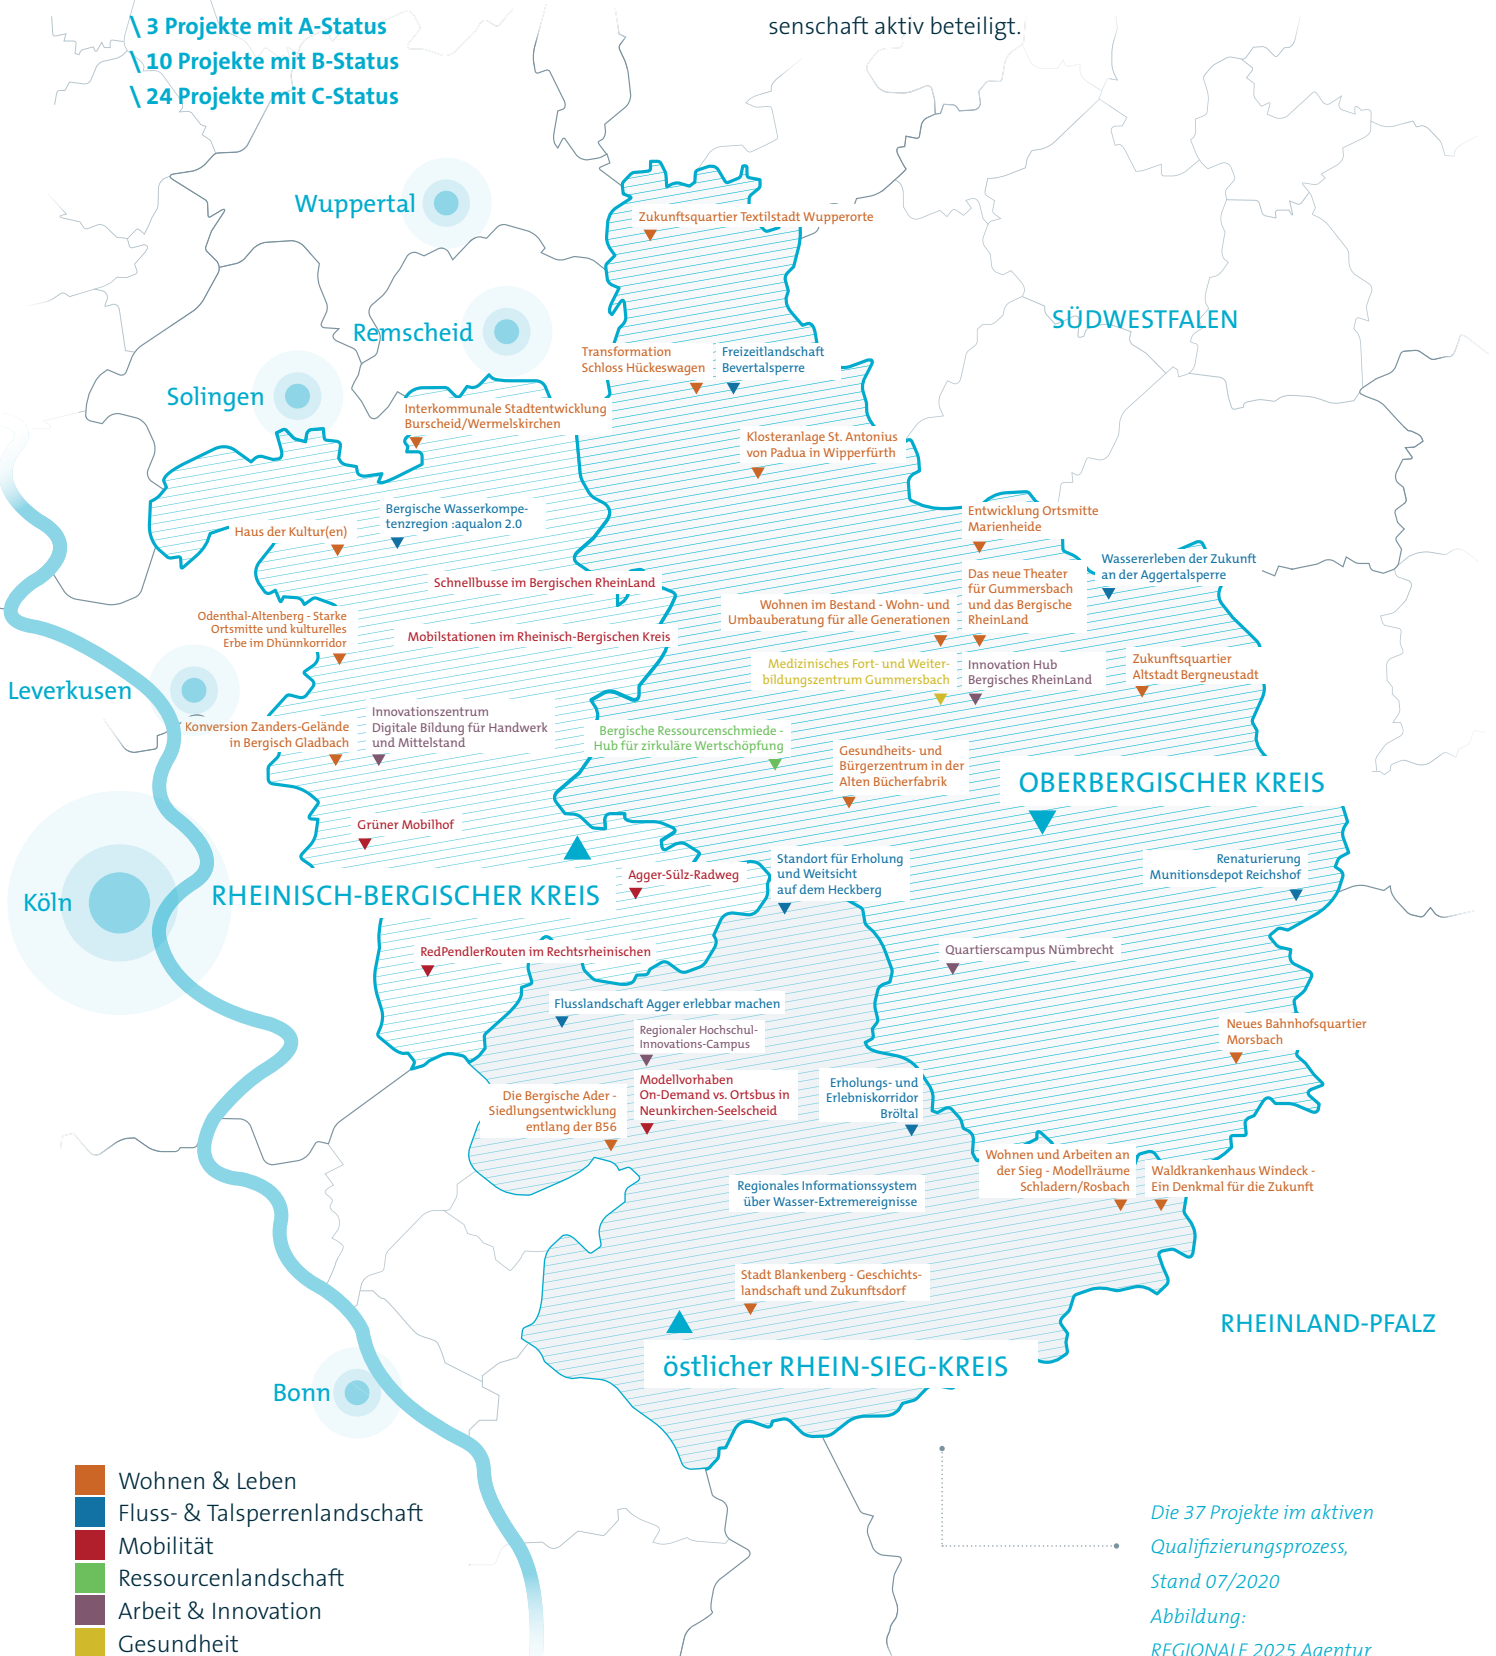 \ 3 Projekte mit A-Status
\ 10 Projekte mit B-Status
\ 24 Projekte mit C-Status
senschaft aktiv beteiligt.
Wuppertal
Zukunftsquartier Textilstadt Wupperorte
Remscheid
SÜDWESTFALEN
Transformation
Schloss Hückeswagen
Freizeitlandschaft
Bevertalsperre
Solingen
Interkommunale Stadtentwicklung
Burscheid/Wermelskirchen
Klosteranlage St. Antonius
von Padua in Wipperfürth
Bergische Wasserkompe-
tenzregion :aqualon 2.0
Haus der Kultur(en)
Entwicklung Ortsmitte
Marienheide
Wassererleben der Zukunft
an der Aggertalsperre
Schnellbusse im Bergischen RheinLand
Das neue Theater
für Gummersbach
und das Bergische
RheinLand
Wohnen im Bestand - Wohn- und
Umbauberatung für alle Generationen
Odenthal-Altenberg - Starke
Ortsmitte und kulturelles
Erbe im Dhünnkorridor
Mobilstationen im Rheinisch-Bergischen Kreis
Medizinisches Fort- und Weiter-
bildungszentrum Gummersbach
Innovation Hub
Bergisches RheinLand
Zukunftsquartier
Altstadt Bergneustadt
Leverkusen
Konversion Zanders-Gelände
in Bergisch Gladbach
Innovationszentrum
Digitale Bildung für Handwerk
und Mittelstand
Bergische Ressourcenschmiede -
Hub für zirkuläre Wertschöpfung
Gesundheits- und
Bürgerzentrum in der
Alten Bücherfabrik
OBERBERGISCHER KREIS
Grüner Mobilhof
Köln
RHEINISCH-BERGISCHER KREIS
Agger-Sülz-Radweg
Standort für Erholung
und Weitsicht
auf dem Heckberg
Renaturierung
Munitionsdepot Reichshof
RedPendlerRouten im Rechtsrheinischen
Quartierscampus Nümbrecht
Flusslandschaft Agger erlebbar machen
Regionaler Hochschul-
Innovations-Campus
Neues Bahnhofsquartier
Morsbach
Die Bergische Ader -
Siedlungsentwicklung
entlang der B56
Modellvorhaben
On-Demand vs. Ortsbus in
Neunkirchen-Seelscheid
Erholungs- und
Erlebniskorridor
Bröltal
Wohnen und Arbeiten an
der Sieg - Modellräume
Schladern/Rosbach
Waldkrankenhaus Windeck -
Ein Denkmal für die Zukunft
Regionales Informationssystem
über Wasser-Extremereignisse
Stadt Blankenberg - Geschichts-
landschaft und Zukunftsdorf
östlicher RHEIN-SIEG-KREIS
RHEINLAND-PFALZ
Bonn
Wohnen & Leben
Fluss- & Talsperrenlandschaft
Mobilität
Ressourcenlandschaft
Arbeit & Innovation
Gesundheit
Die 37 Projekte im aktiven
Qualifizierungsprozess,
Stand 07/2020
Abbildung:
REGIONALE 2025 Agentur